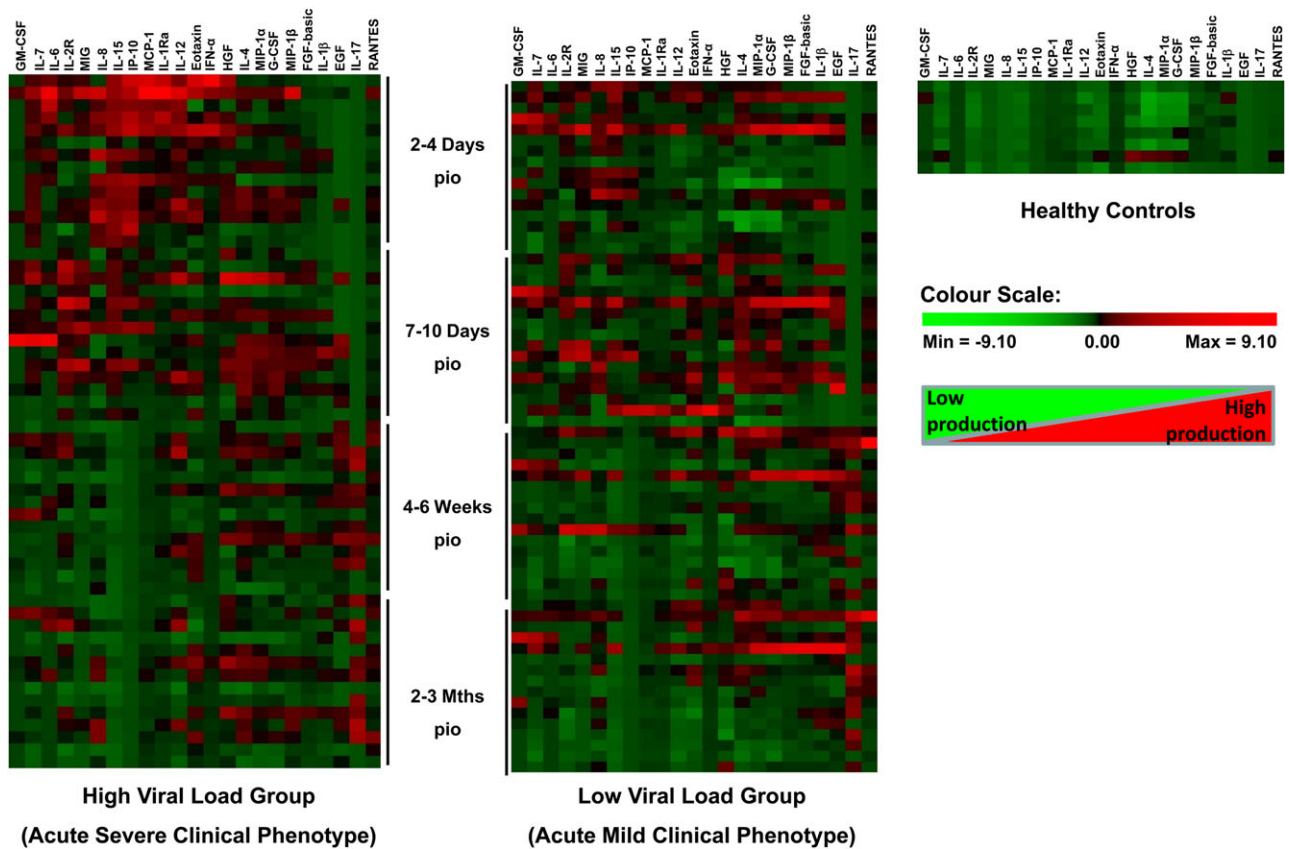 GM-CSF
IL-7
IL-6
IL-2R
MIG
IL-8
IL-15
IP-10
MCP-1
IL-1Ra
IL-12
Eotaxin
IFN-α
HGF
IL-4
MIP-1α
G-CSF
MIP-1β
FGF-basic
IL-1β
EGF
IL-17
RANTES
2-4 Days
pio
7-10 Days
pio
4-6 Weeks
pio
2-3 Mths
pio
High Viral Load Group
(Acute Severe Clinical Phenotype)
GM-CSF
IL-7
IL-6
IL-2R
MIG
IL-8
IL-15
IP-10
MCP-1
IL-1Ra
IL-12
Eotaxin
IFN-α
HGF
IL-4
MIP-1α
G-CSF
MIP-1β
FGF-basic
IL-1β
EGF
IL-17
RANTES
Low Viral Load Group
(Acute Mild Clinical Phenotype)
GM-CSF
IL-7
IL-6
IL-2R
MIG
IL-8
IL-15
IP-10
MCP-1
IL-1Ra
IL-12
Eotaxin
IFN-α
HGF
IL-4
MIP-1α
G-CSF
MIP-1β
FGF-basic
IL-1β
EGF
IL-17
RANTES
Healthy Controls
Colour Scale:
Min = -9.10 0.00 Max = 9.10
Low
production
High
production